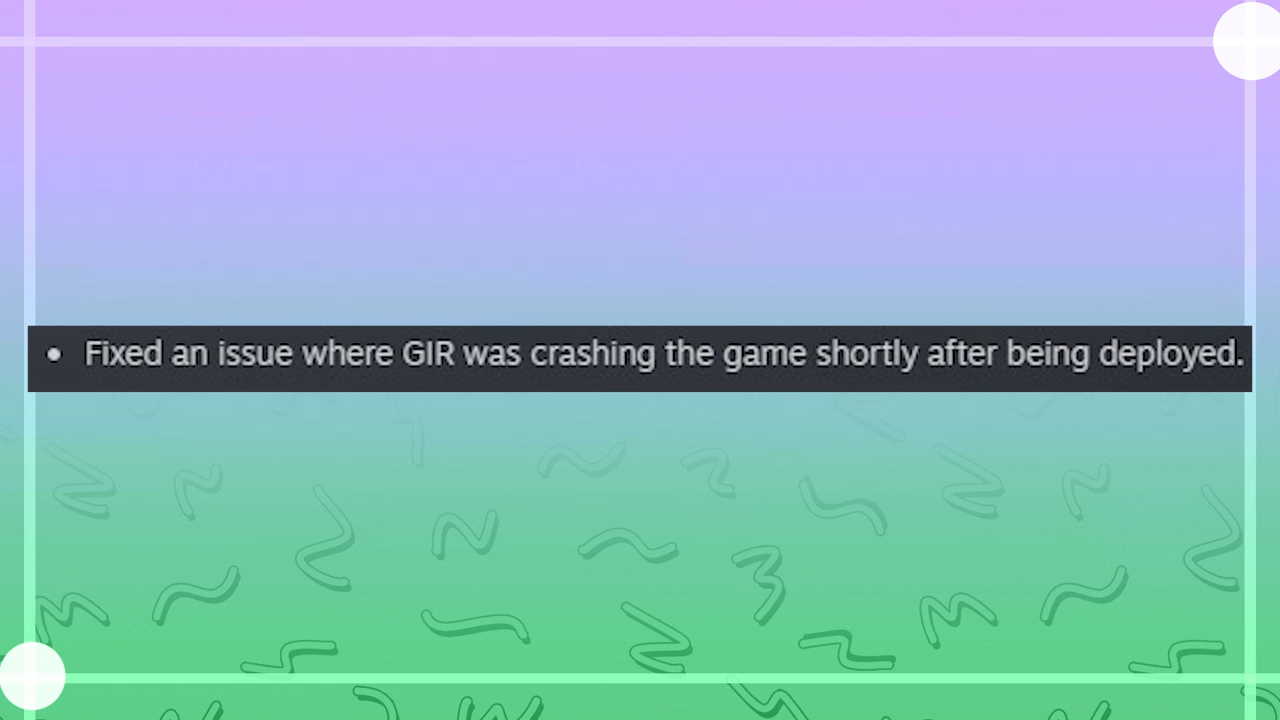 • Fixed an issue where GIR was crashing the game shortly after being deployed.